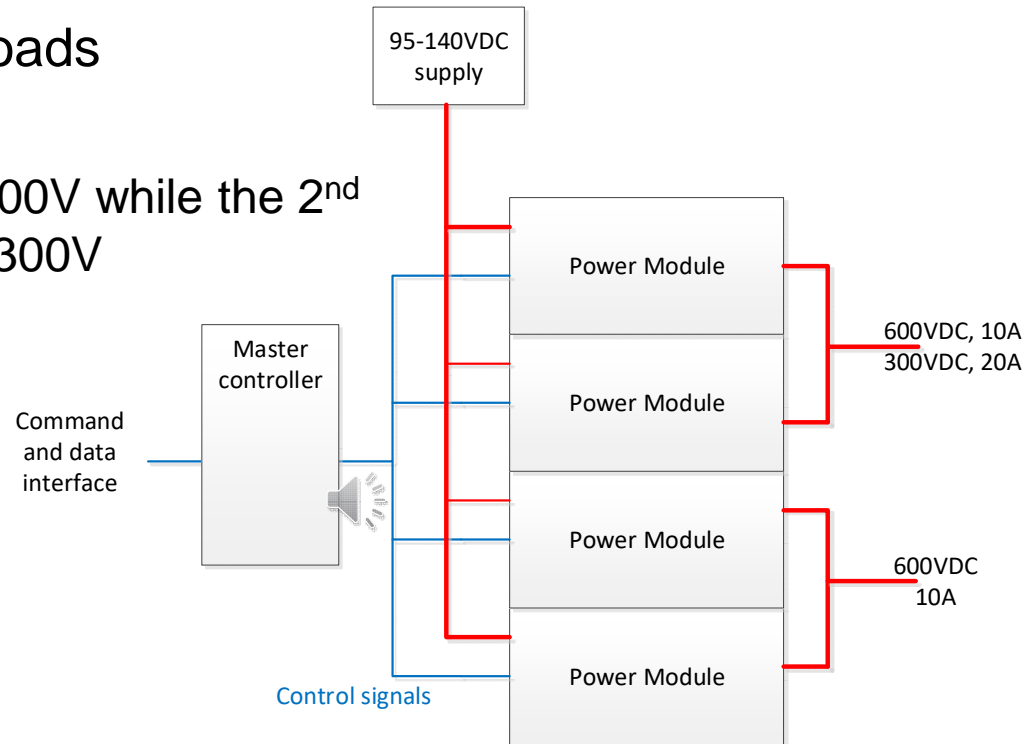 00V while the 2nd
300V
95-140VDC
supply
Power Module
Power Module
Power Module
Power Module
Master
controller
Command
and data
interface
Control signals
600VDC, 10A
300VDC, 20A
600VDC
10A